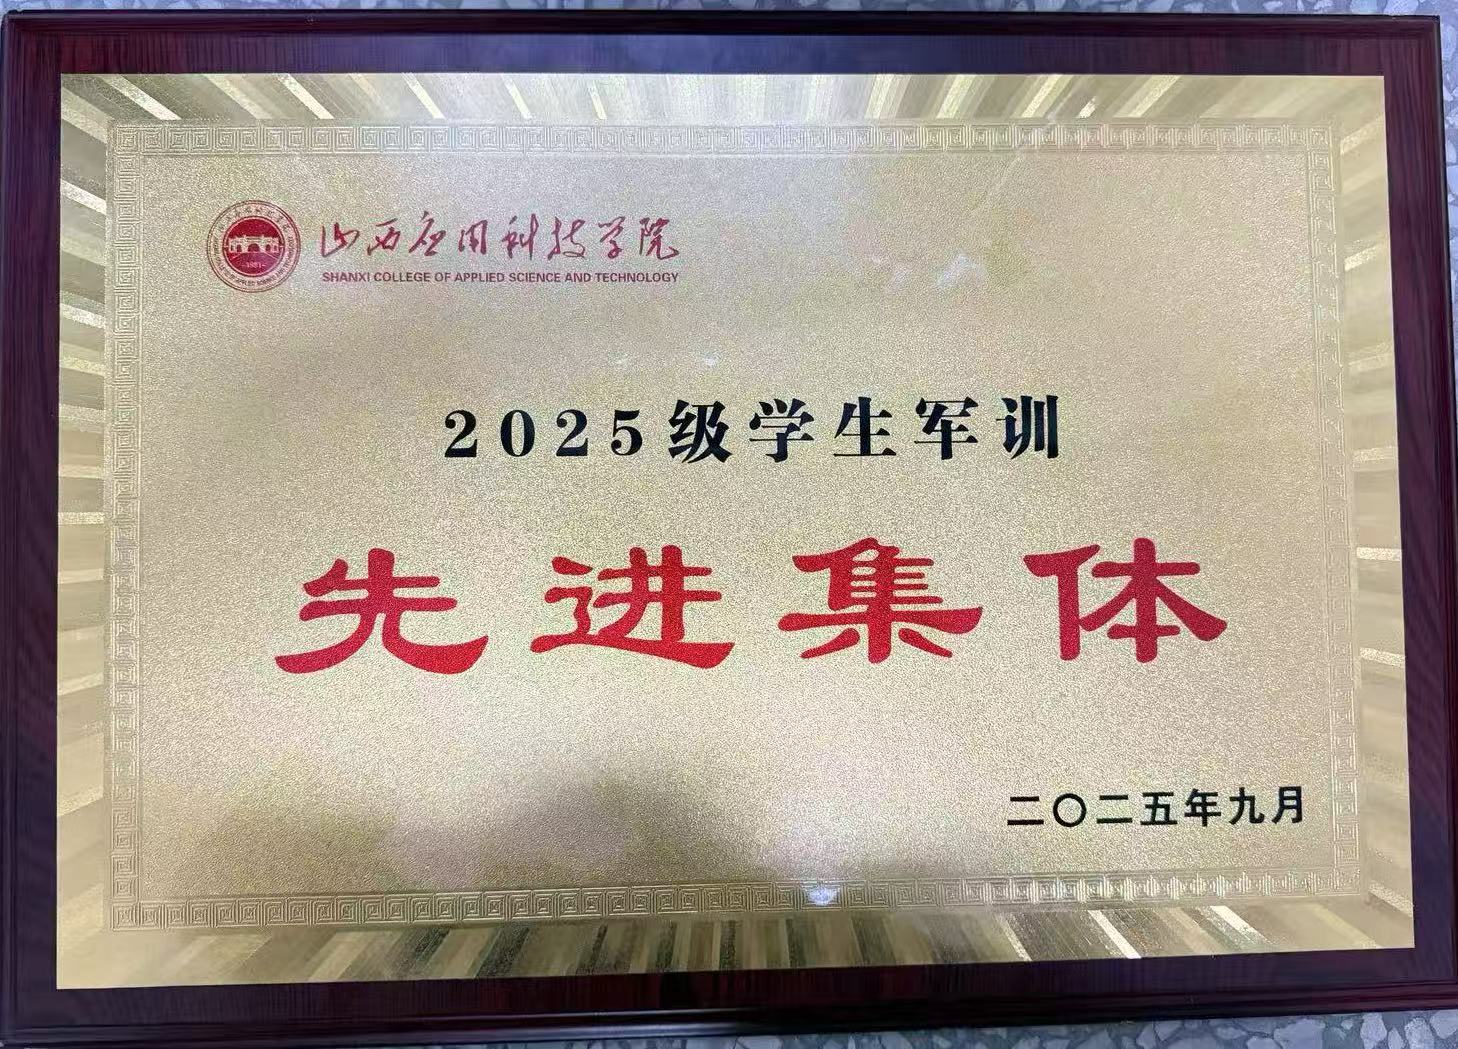 山西应用科技学院
SHANXI COLLEGE OF APPLIED SCIENCE AND TECHNOLOGY
2025级学生军训
先进集体
二〇二五年九月